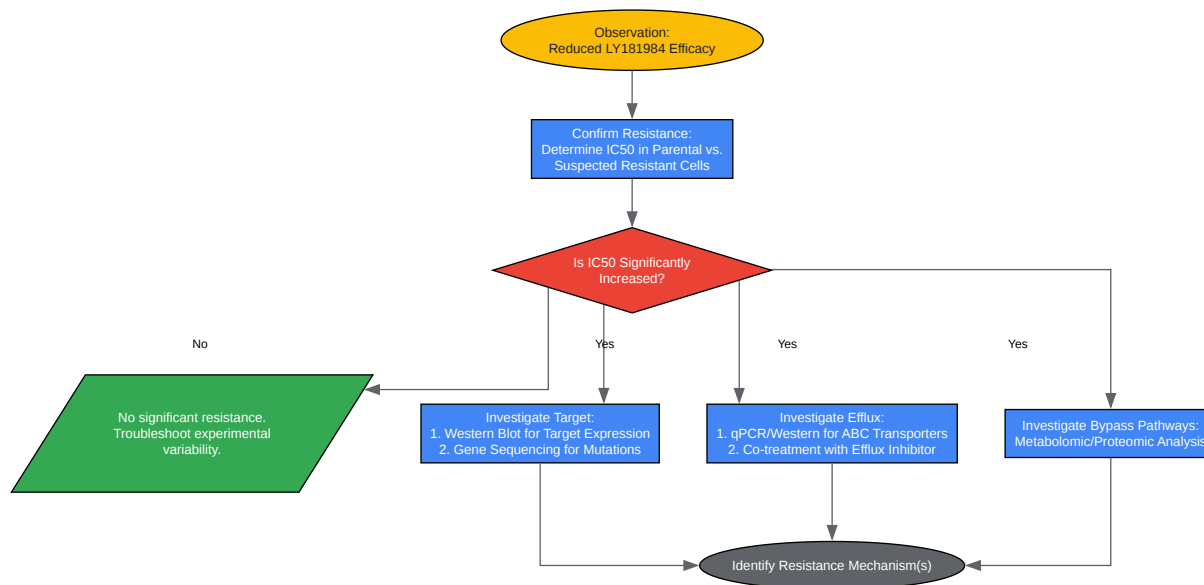 Observation:
Reduced LY181984 Efficacy
Confirm Resistance:
Determine IC50 in Parental vs.
Suspected Resistant Cells
Is IC50 Significantly
Increased?
No
Yes
Yes
Yes
No significant resistance.
Troubleshoot experimental
variability.
Investigate Target:
1. Western Blot for Target Expression
2. Gene Sequencing for Mutations
Investigate Efflux:
1. qPCR/Western for ABC Transporters
2. Co-treatment with Efflux Inhibitor
Investigate Bypass Pathways:
Metabolomic/Proteomic Analysis
Identify Resistance Mechanism(s)